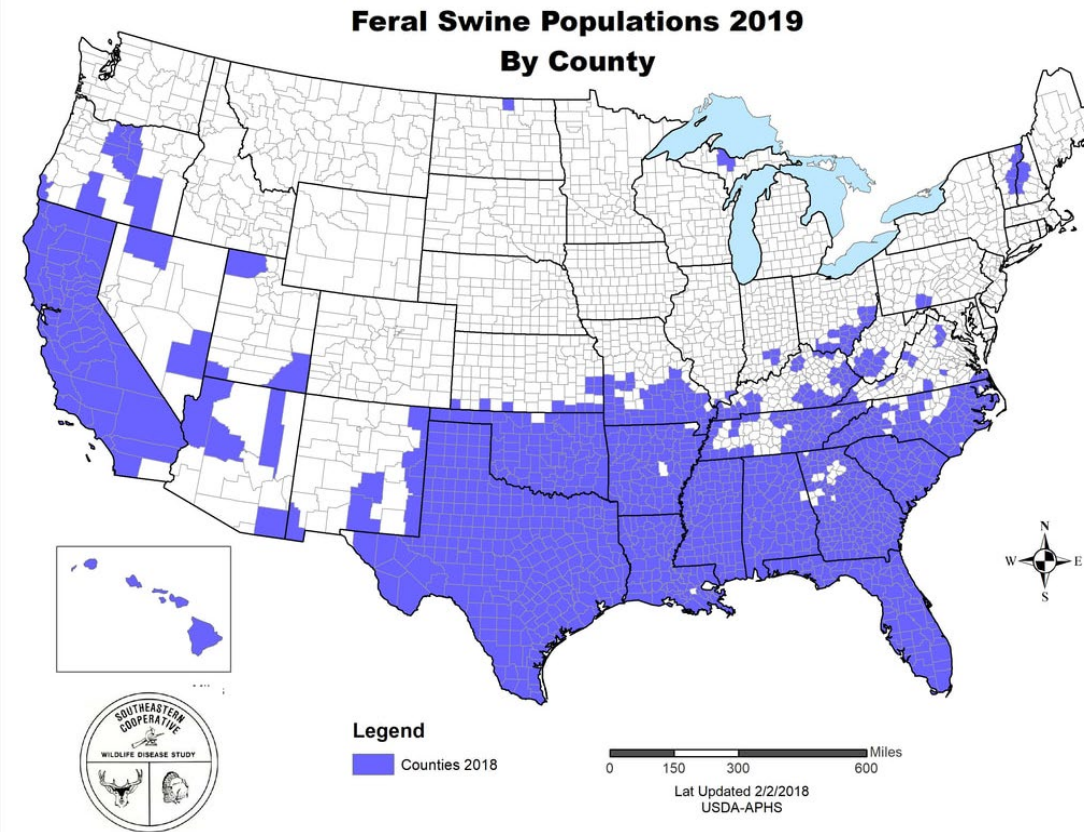 Feral Swine Populations 2019
By County
N
W
E
S
SOUTHEASTERN
COOPERATIVE
WILDLIFE DISEASE STUDY
Legend
Counties 2018
Miles
0 150 300 600
Lat Updated 2/2/2018
USDA-APHS